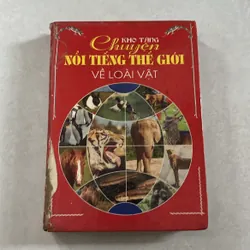 KHO TÀNG
Chuyện
NỔI TIẾNG THẾ GIỚI
VỀ LOÀI VẬT